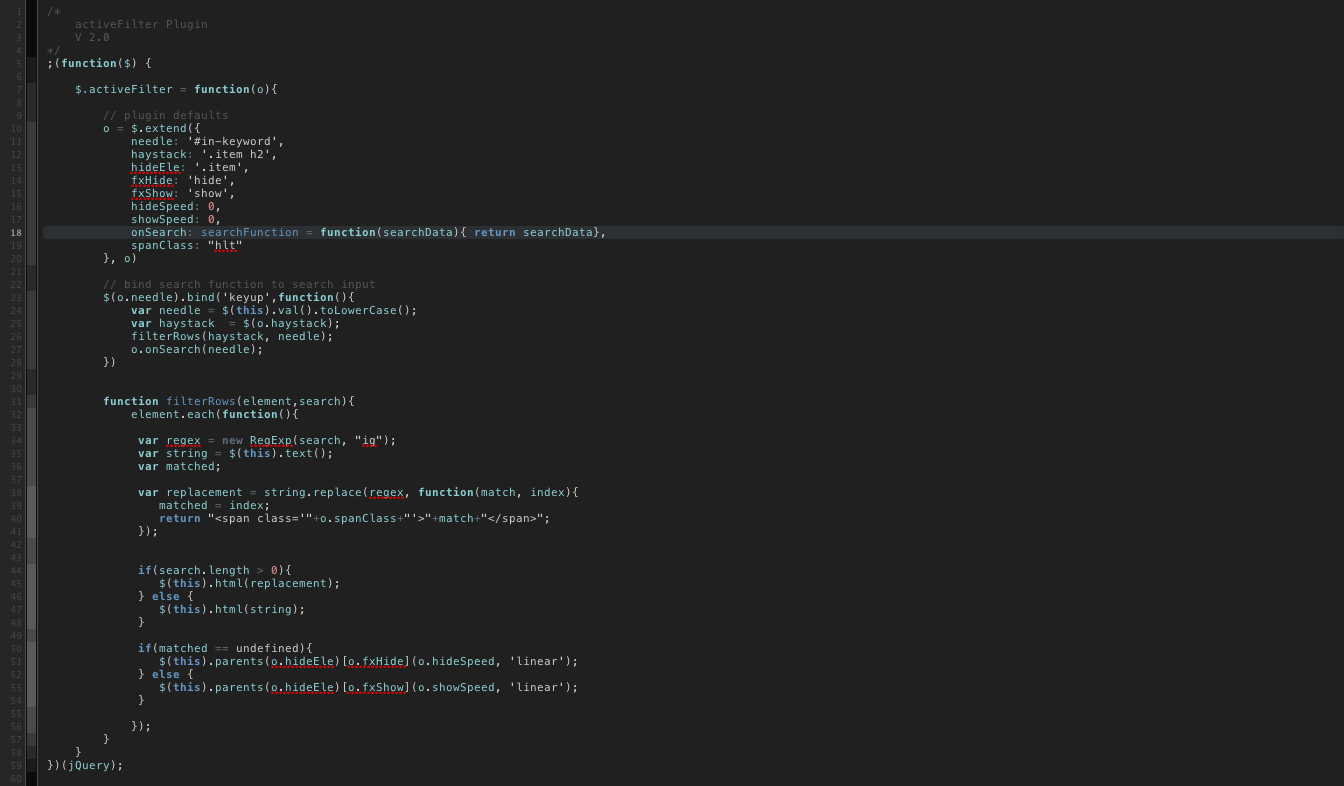 1 /*
2     activeFilter Plugin
3     V 2.0
4 */
5 ;(function($) {
6
7     $.activeFilter = function(o){
8
9         // plugin defaults
10         o = $.extend({
11             needle: '#in-keyword',
12             haystack: '.item h2',
13             hideEle: '.item',
14             fxHide: 'hide',
15             fxShow: 'show',
16             hideSpeed: 0,
17             showSpeed: 0,
18             onSearch: searchFunction = function(searchData){ return searchData},
19             spanClass: "hlt"
20         }, o)
21
22         // bind search function to search input
23         $(o.needle).bind('keyup',function(){
24             var needle = $(this).val().toLowerCase();
25             var haystack  = $(o.haystack);
26             filterRows(haystack, needle);
27             o.onSearch(needle);
28         })
29
30
31         function filterRows(element,search){
32             element.each(function(){
33
34              var regex = new RegExp(search, "ig");
35              var string = $(this).text();
36              var matched;
37
38              var replacement = string.replace(regex, function(match, index){
39                 matched = index;
40                 return "<span class='"+o.spanClass+"'>"+match+"</span>";
41              });
42
43
44              if(search.length > 0){
45                 $(this).html(replacement);
46              } else {
47                 $(this).html(string);
48              }
49
50              if(matched == undefined){
51                 $(this).parents(o.hideEle)[o.fxHide](o.hideSpeed, 'linear');
52              } else {
53                 $(this).parents(o.hideEle)[o.fxShow](o.showSpeed, 'linear');
54              }
55
56             });
57         }
58     }
59 })(jQuery);
60